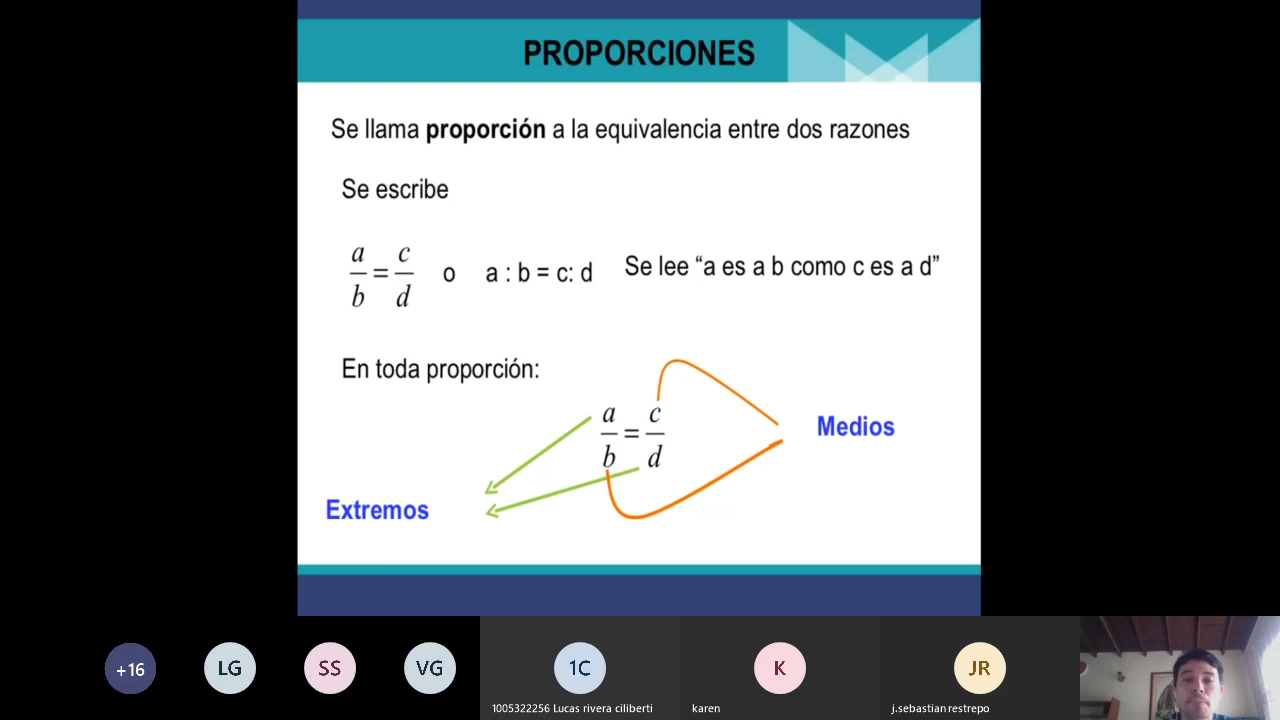 PROPORCIONES
Se llama proporción a la equivalencia entre dos razones
Se escribe
a/b = c/d o a : b = c: d Se lee “a es a b como c es a d”
En toda proporción:
a/b = c/d
Medios
Extremos
+16
LG
SS
VG
1C
K
JR
1005322256 Lucas rivera ciliberti
karen
j.sebastian restrepo